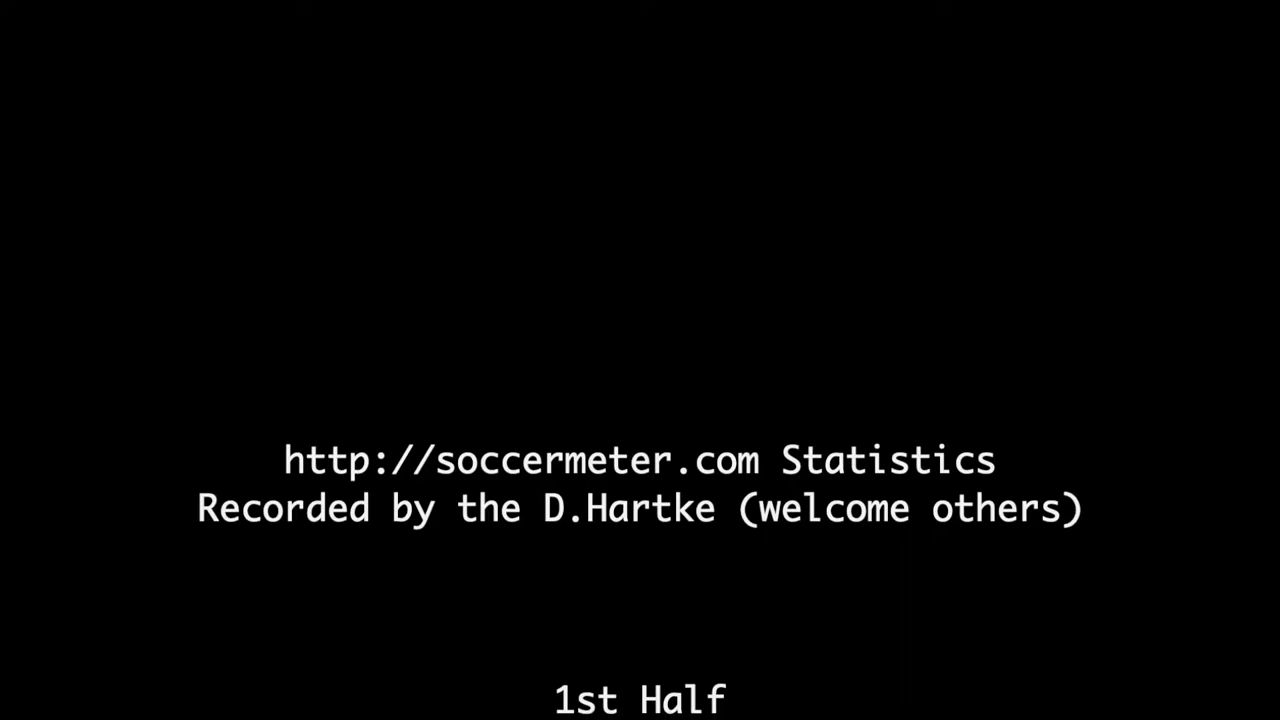 http://soccermeter.com Statistics
Recorded by the D.Hartke (welcome others)
1st Half